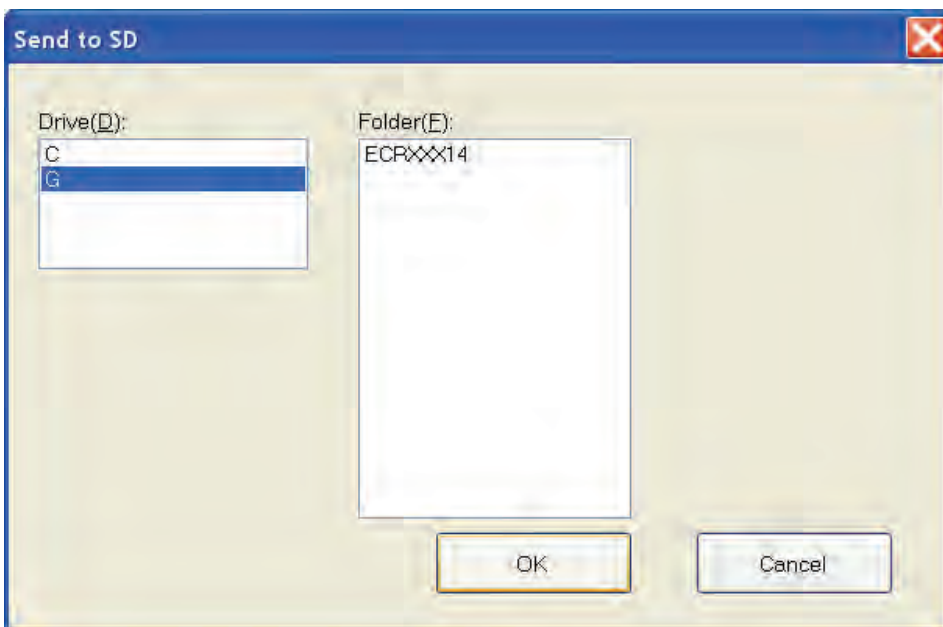 Send to SD
Drive(D):
C
G
Folder(F):
ECRXXX14
OK
Cancel